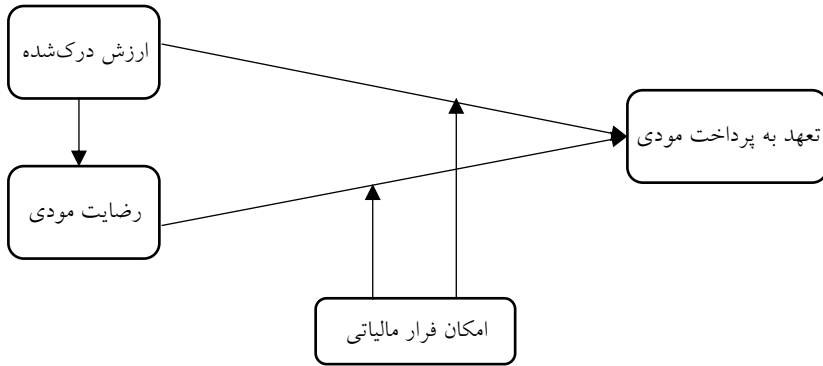 ارزش درک‌شده
تعهد به پرداخت مودی
رضایت مودی
امکان فرار مالیاتی